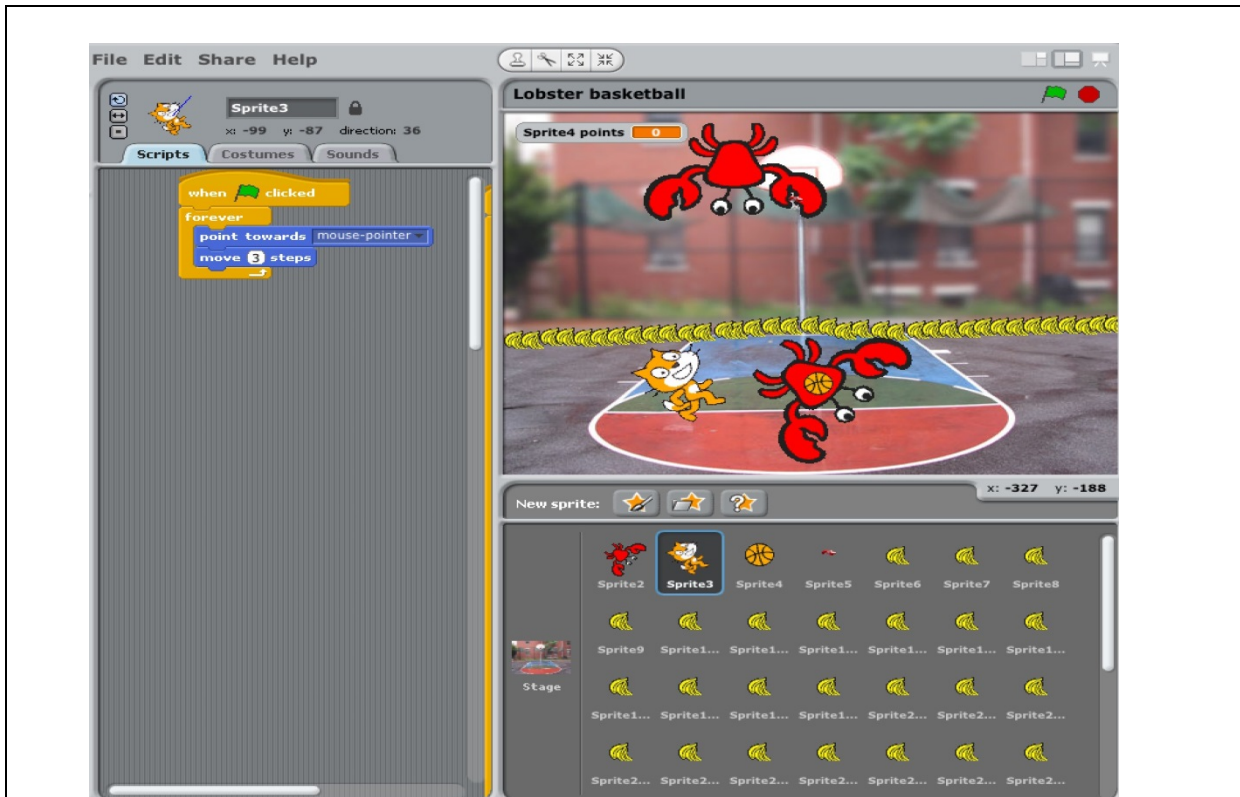 File Edit Share Help
Sprite3
x: -99 y: -87 direction: 36
Scripts Costumes Sounds
when clicked
forever
point towards mouse-pointer
move 3 steps
Lobster basketball
Sprite4 points 0
x: -327 y: -188
New sprite:
Sprite2 Sprite3 Sprite4 Sprite5 Sprite6 Sprite7 Sprite8
Sprite9 Sprite1... Sprite1... Sprite1... Sprite1... Sprite1... Sprite1...
Stage
Sprite1... Sprite1... Sprite1... Sprite1... Sprite2... Sprite2... Sprite2...
Sprite2... Sprite2... Sprite2... Sprite2... Sprite2... Sprite2... Sprite2...